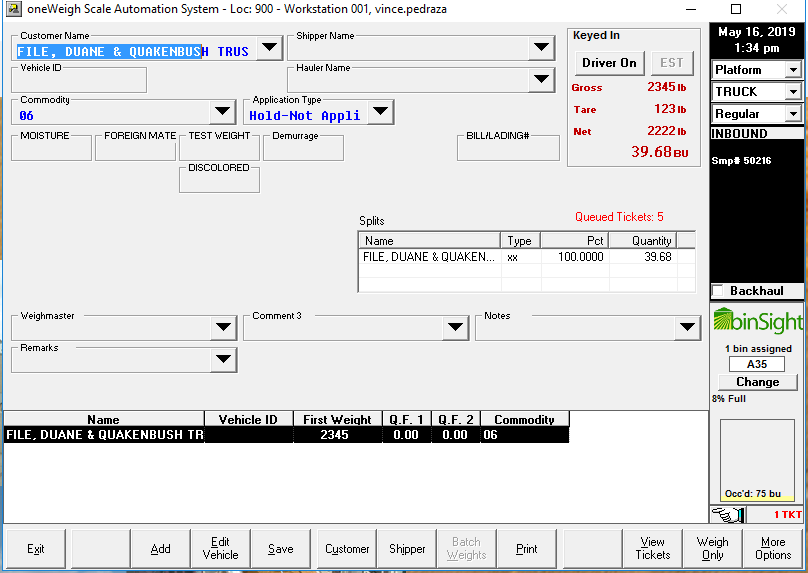 oneWeigh Scale Automation System - Loc: 900 - Workstation 001, vince.pedraza
Customer Name
FILE, DUANE & QUAKENBUSH TRUS
Shipper Name
Vehicle ID
Hauler Name
Commodity
06
Application Type
Hold-Not Appli
MOISTURE
FOREIGN MATE
TEST WEIGHT
Demurrage
BILL/LADING#
DISCOLORED
Keyed In
Driver On
EST
Gross 2345 lb
Tare 123 lb
Net 2222 lb
39.68 BU
May 16, 2019
1:34 pm
Platform
TRUCK
Regular
INBOUND
Smp# 50216
Backhaul
Splits
Queued Tickets: 5
Name Type Pct Quantity
FILE, DUANE & QUAKEN... xx 100.0000 39.68
Weighmaster
Comment 3
Notes
Remarks
binSight
1 bin assigned
A35
Change
8% Full
Occ'd: 75 bu
1 TKT
Name Vehicle ID First Weight Q.F. 1 Q.F. 2 Commodity
FILE, DUANE & QUAKENBUSH TR 2345 0.00 0.00 06
Exit
Add
Edit
Vehicle
Save
Customer
Shipper
Batch
Weights
Print
View
Tickets
Weigh
Only
More
Options